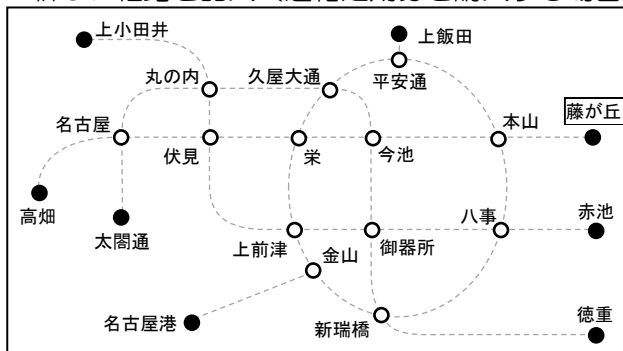 上小田井
上飯田
丸の内
久屋大通
平安通
藤が丘
名古屋
本山
伏見
栄
今池
高畑
太閤通
八事
赤池
上前津
金山
御器所
名古屋港
新瑞橋
徳重